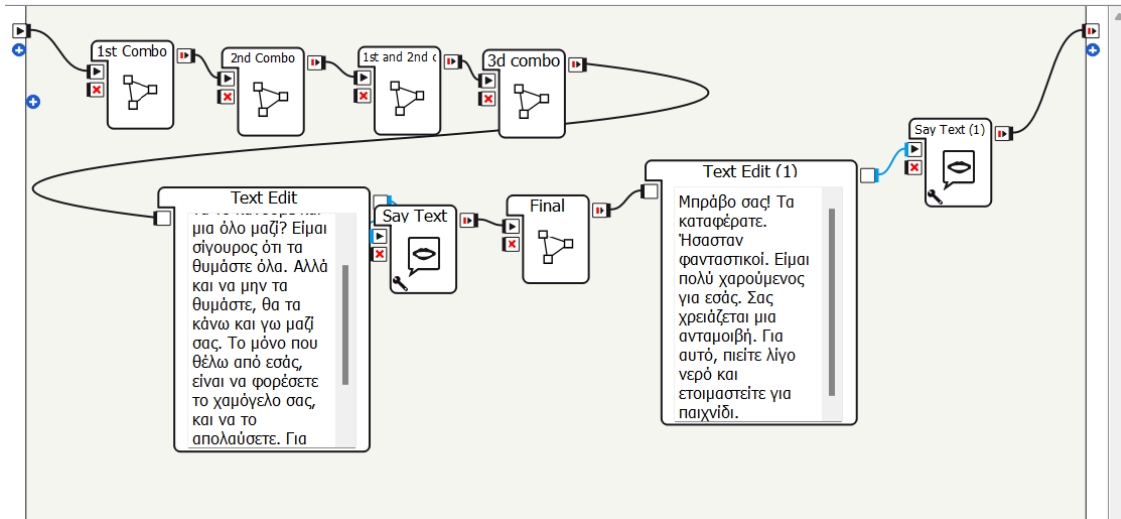 1st Combo
2nd Combo
1st and 2nd
3d combo
Say Text (1)
Text Edit
μια όλο μαζί? Είμαι
σίγουρος ότι τα
θυμάστε όλα. Αλλά
και να μην τα
θυμάστε, θα τα
κάνω και γω μαζί
σας. Το μόνο που
θέλω από εσάς,
είναι να φορέσετε
το χαμόγελο σας,
και να το
απολαύσετε. Για
Say Text
Final
Text Edit (1)
Μπράβο σας! Τα
καταφέρατε.
Ήσασταν
φανταστικοί. Είμαι
πολύ χαρούμενος
για εσάς. Σας
χρειάζεται μια
ανταμοιβή. Για
αυτό, πιείτε λίγο
νερό και
ετοιμαστείτε για
παιχνίδι.